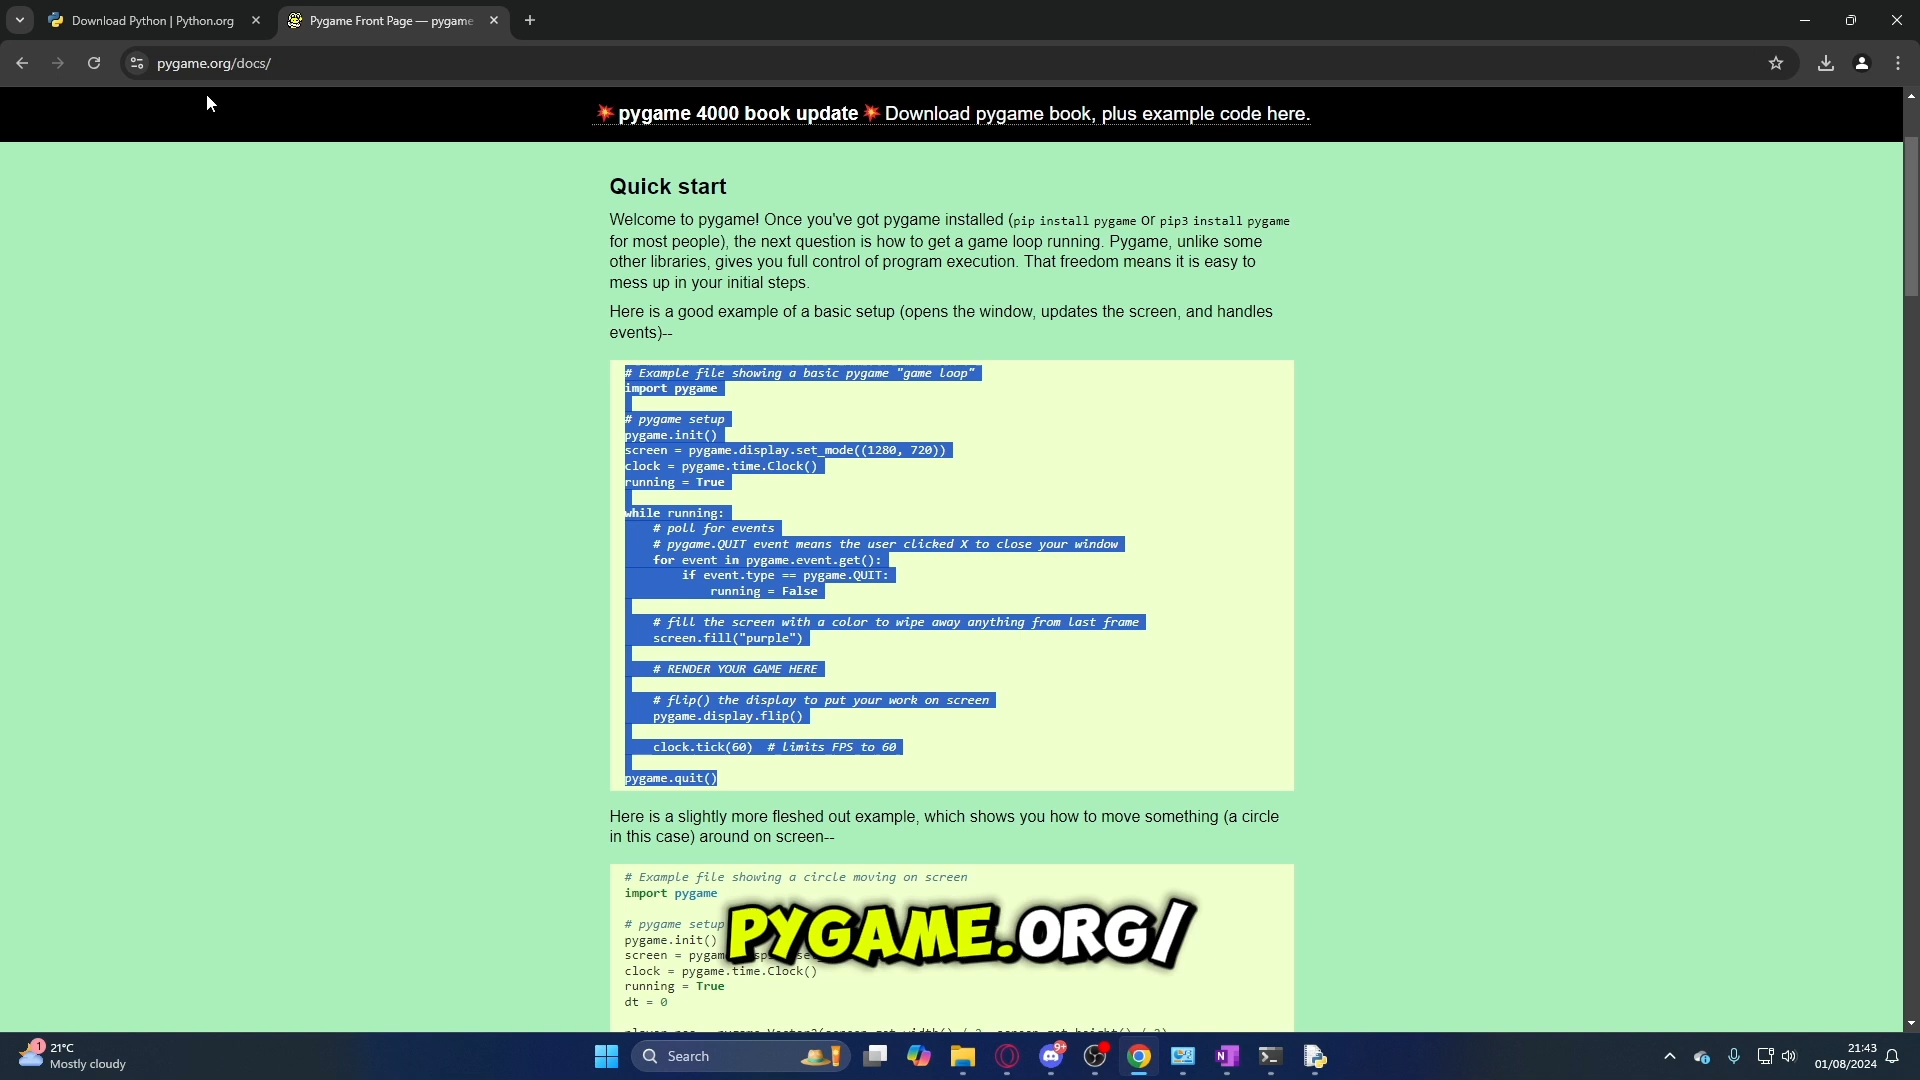 Download Python | Python.org
Pygame Front Page — pygame
pygame.org/docs/
pygame 4000 book update Download pygame book, plus example code here.
Quick start
Welcome to pygame! Once you've got pygame installed (pip install pygame or pip3 install pygame
for most people), the next question is how to get a game loop running. Pygame, unlike some
other libraries, gives you full control of program execution. That freedom means it is easy to
mess up in your initial steps.
Here is a good example of a basic setup (opens the window, updates the screen, and handles
events)--
# Example file showing a basic pygame "game loop"
import pygame
# pygame setup
pygame.init()
screen = pygame.display.set_mode((1280, 720))
clock = pygame.time.Clock()
running = True
while running:
# poll for events
# pygame.QUIT event means the user clicked X to close your window
for event in pygame.event.get():
if event.type == pygame.QUIT:
running = False
# fill the screen with a color to wipe away anything from last frame
screen.fill("purple")
# RENDER YOUR GAME HERE
# flip() the display to put your work on screen
pygame.display.flip()
clock.tick(60)  # limits FPS to 60
pygame.quit()
Here is a slightly more fleshed out example, which shows you how to move something (a circle
in this case) around on screen--
# Example file showing a circle moving on screen
import pygame
# pygame setup
pygame.init()
PYGAME.ORG/
screen =
clock = pygame.time.Clock()
running = True
dt = 0
1
21°C
Mostly cloudy
Search
9+
21:43
01/08/2024